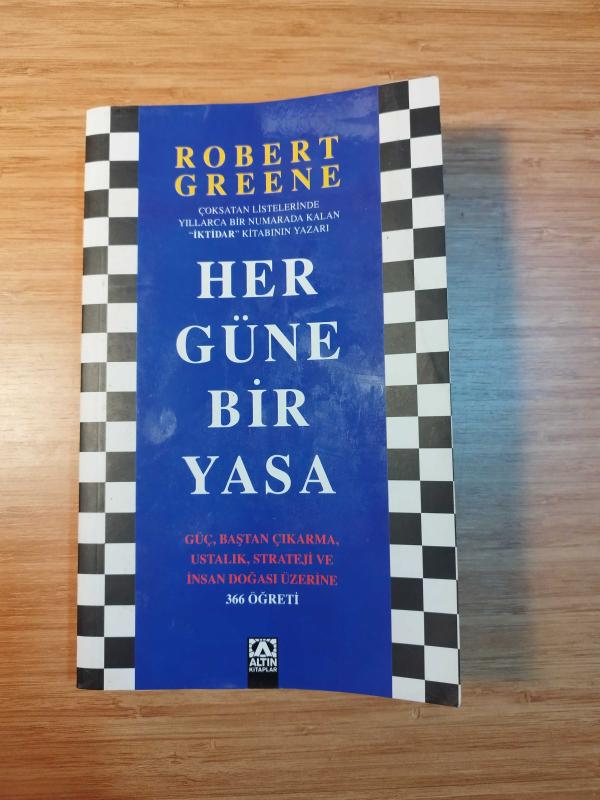 ROBERT
GREENE
ÇOKSATAN LİSTELERİNDE
YILLARCA BİR NUMARADA KALAN
“İKTİDAR” KİTABININ YAZARI
HER
GÜNE
BİR
YASA
GÜÇ, BAŞTAN ÇIKARMA,
USTALIK, STRATEJİ VE
İNSAN DOĞASI ÜZERİNE
366 ÖĞRETİ
ALTIN
KİTAPLAR